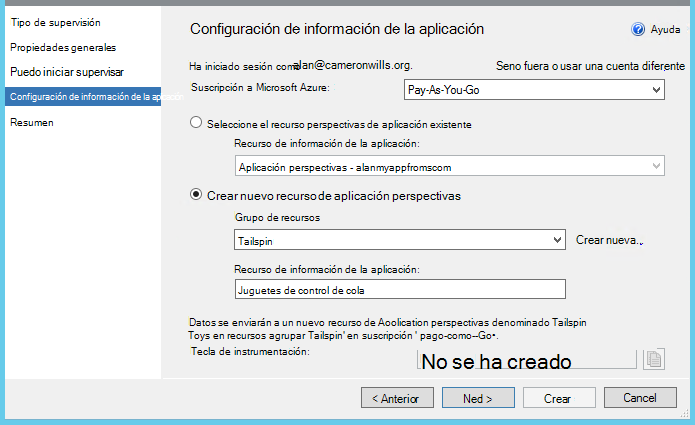 Tipo de supervisión
Propiedades generales
Puedo iniciar supervisar
Configuración de información de la aplicación
Resumen
Configuración de información de la aplicación
Ayuda
Ha iniciado sesión como alan@cameronwills.org.
Seno fuera o usar una cuenta diferente
Suscripción a Microsoft Azure:
Pay-As-You-Go
Seleccione el recurso perspectivas de aplicación existente
Recurso de información de la aplicación:
Aplicación perspectivas - alanmyappfromscom
Crear nuevo recurso de aplicación perspectivas
Grupo de recursos
Tailspin
Crear nueva..
Recurso de información de la aplicación:
Juguetes de control de cola
Datos se enviarán a un nuevo recurso de Aoolication perspectivas denominado Tailspin
Toys en recursos agrupar Tailspin' en suscripción ' pago-como--Go•.
Tecla de instrumentación:
No se ha creado
< Anterior
Ned >
Crear
Cancel